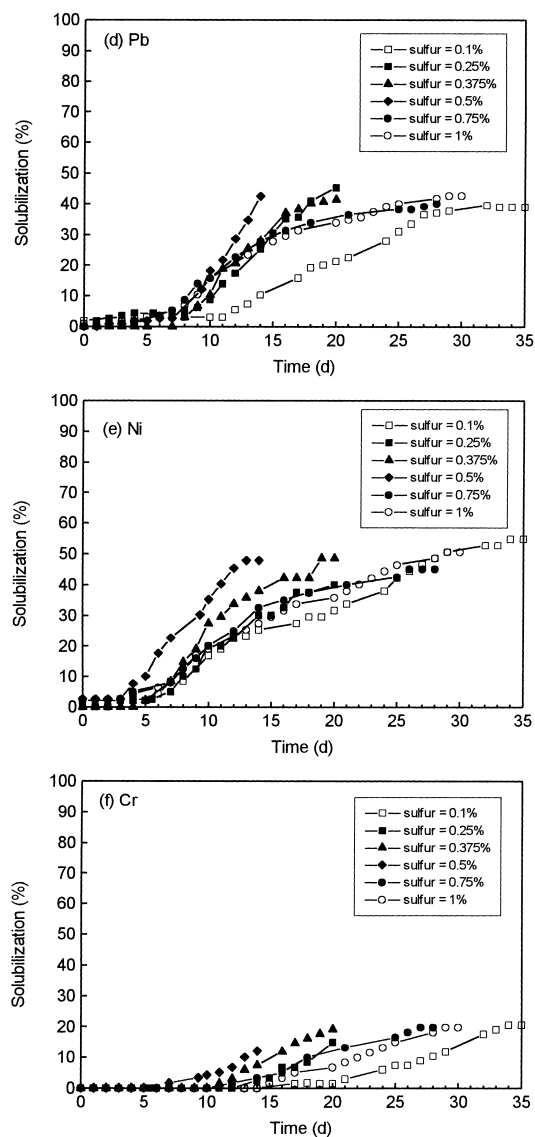 (d) Pb
sulfur = 0.1%
sulfur = 0.25%
sulfur = 0.375%
sulfur = 0.5%
sulfur = 0.75%
sulfur = 1%
100
90
80
70
60
50
40
30
20
10
0
Solubilization (%)
0 5 10 15 20 25 30 35
Time (d)
(e) Ni
sulfur = 0.1%
sulfur = 0.25%
sulfur = 0.375%
sulfur = 0.5%
sulfur = 0.75%
sulfur = 1%
100
90
80
70
60
50
40
30
20
10
0
Solubilization (%)
0 5 10 15 20 25 30 35
Time (d)
(f) Cr
sulfur = 0.1%
sulfur = 0.25%
sulfur = 0.375%
sulfur = 0.5%
sulfur = 0.75%
sulfur = 1%
100
90
80
70
60
50
40
30
20
10
0
Solubilization (%)
0 5 10 15 20 25 30 35
Time (d)